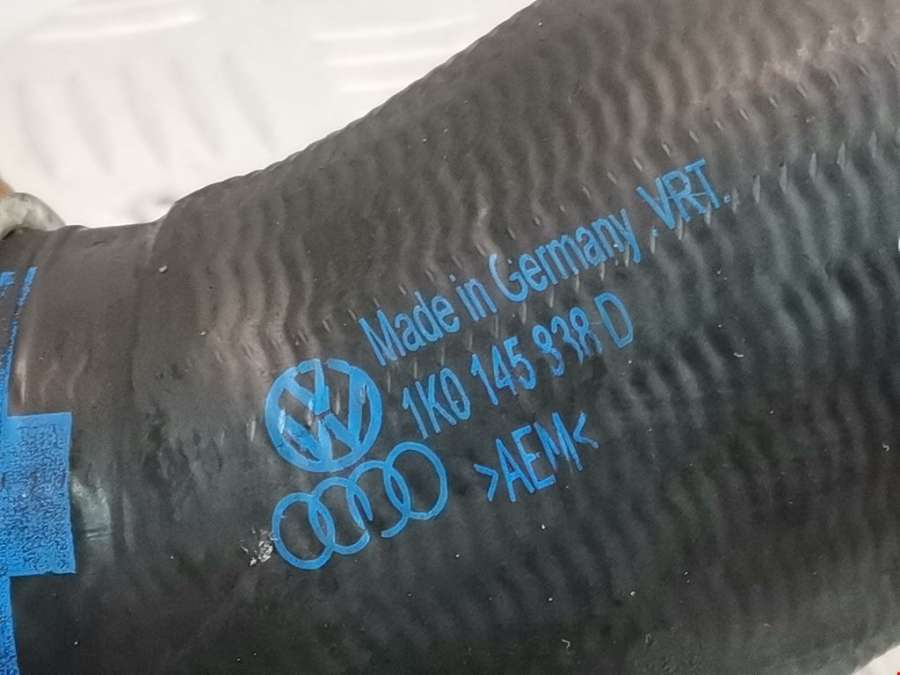 Made in Germany .VRT.
1K0 145 838 D
>AEM<